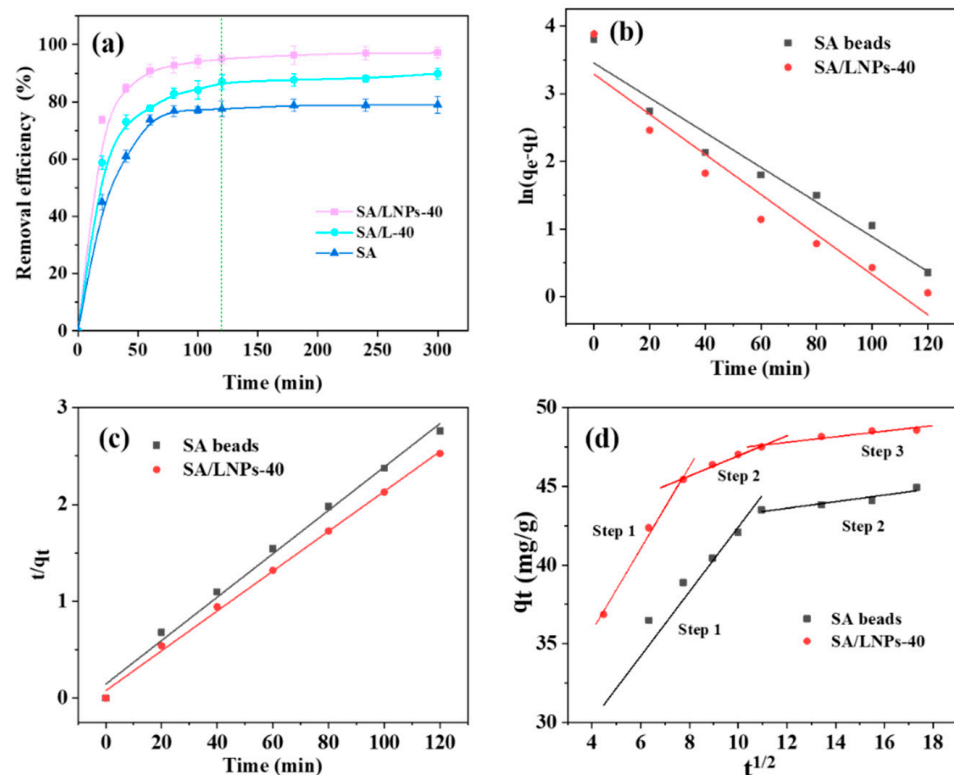 (a)
Removal efficiency (%)
100
80
60
40
20
0
SA/LNPs-40
SA/L-40
SA
0 50 100 150 200 250 300
Time (min)
(b)
ln(qe-qt)
4
3
2
1
0
SA beads
SA/LNPs-40
0 20 40 60 80 100 120
Time (min)
(c)
t/qt
3
2
1
0
SA beads
SA/LNPs-40
0 20 40 60 80 100 120
Time (min)
(d)
qt (mg/g)
50
45
40
35
30
Step 1
Step 2
Step 3
Step 1
Step 2
SA beads
SA/LNPs-40
4 6 8 10 12 14 16 18
t1/2